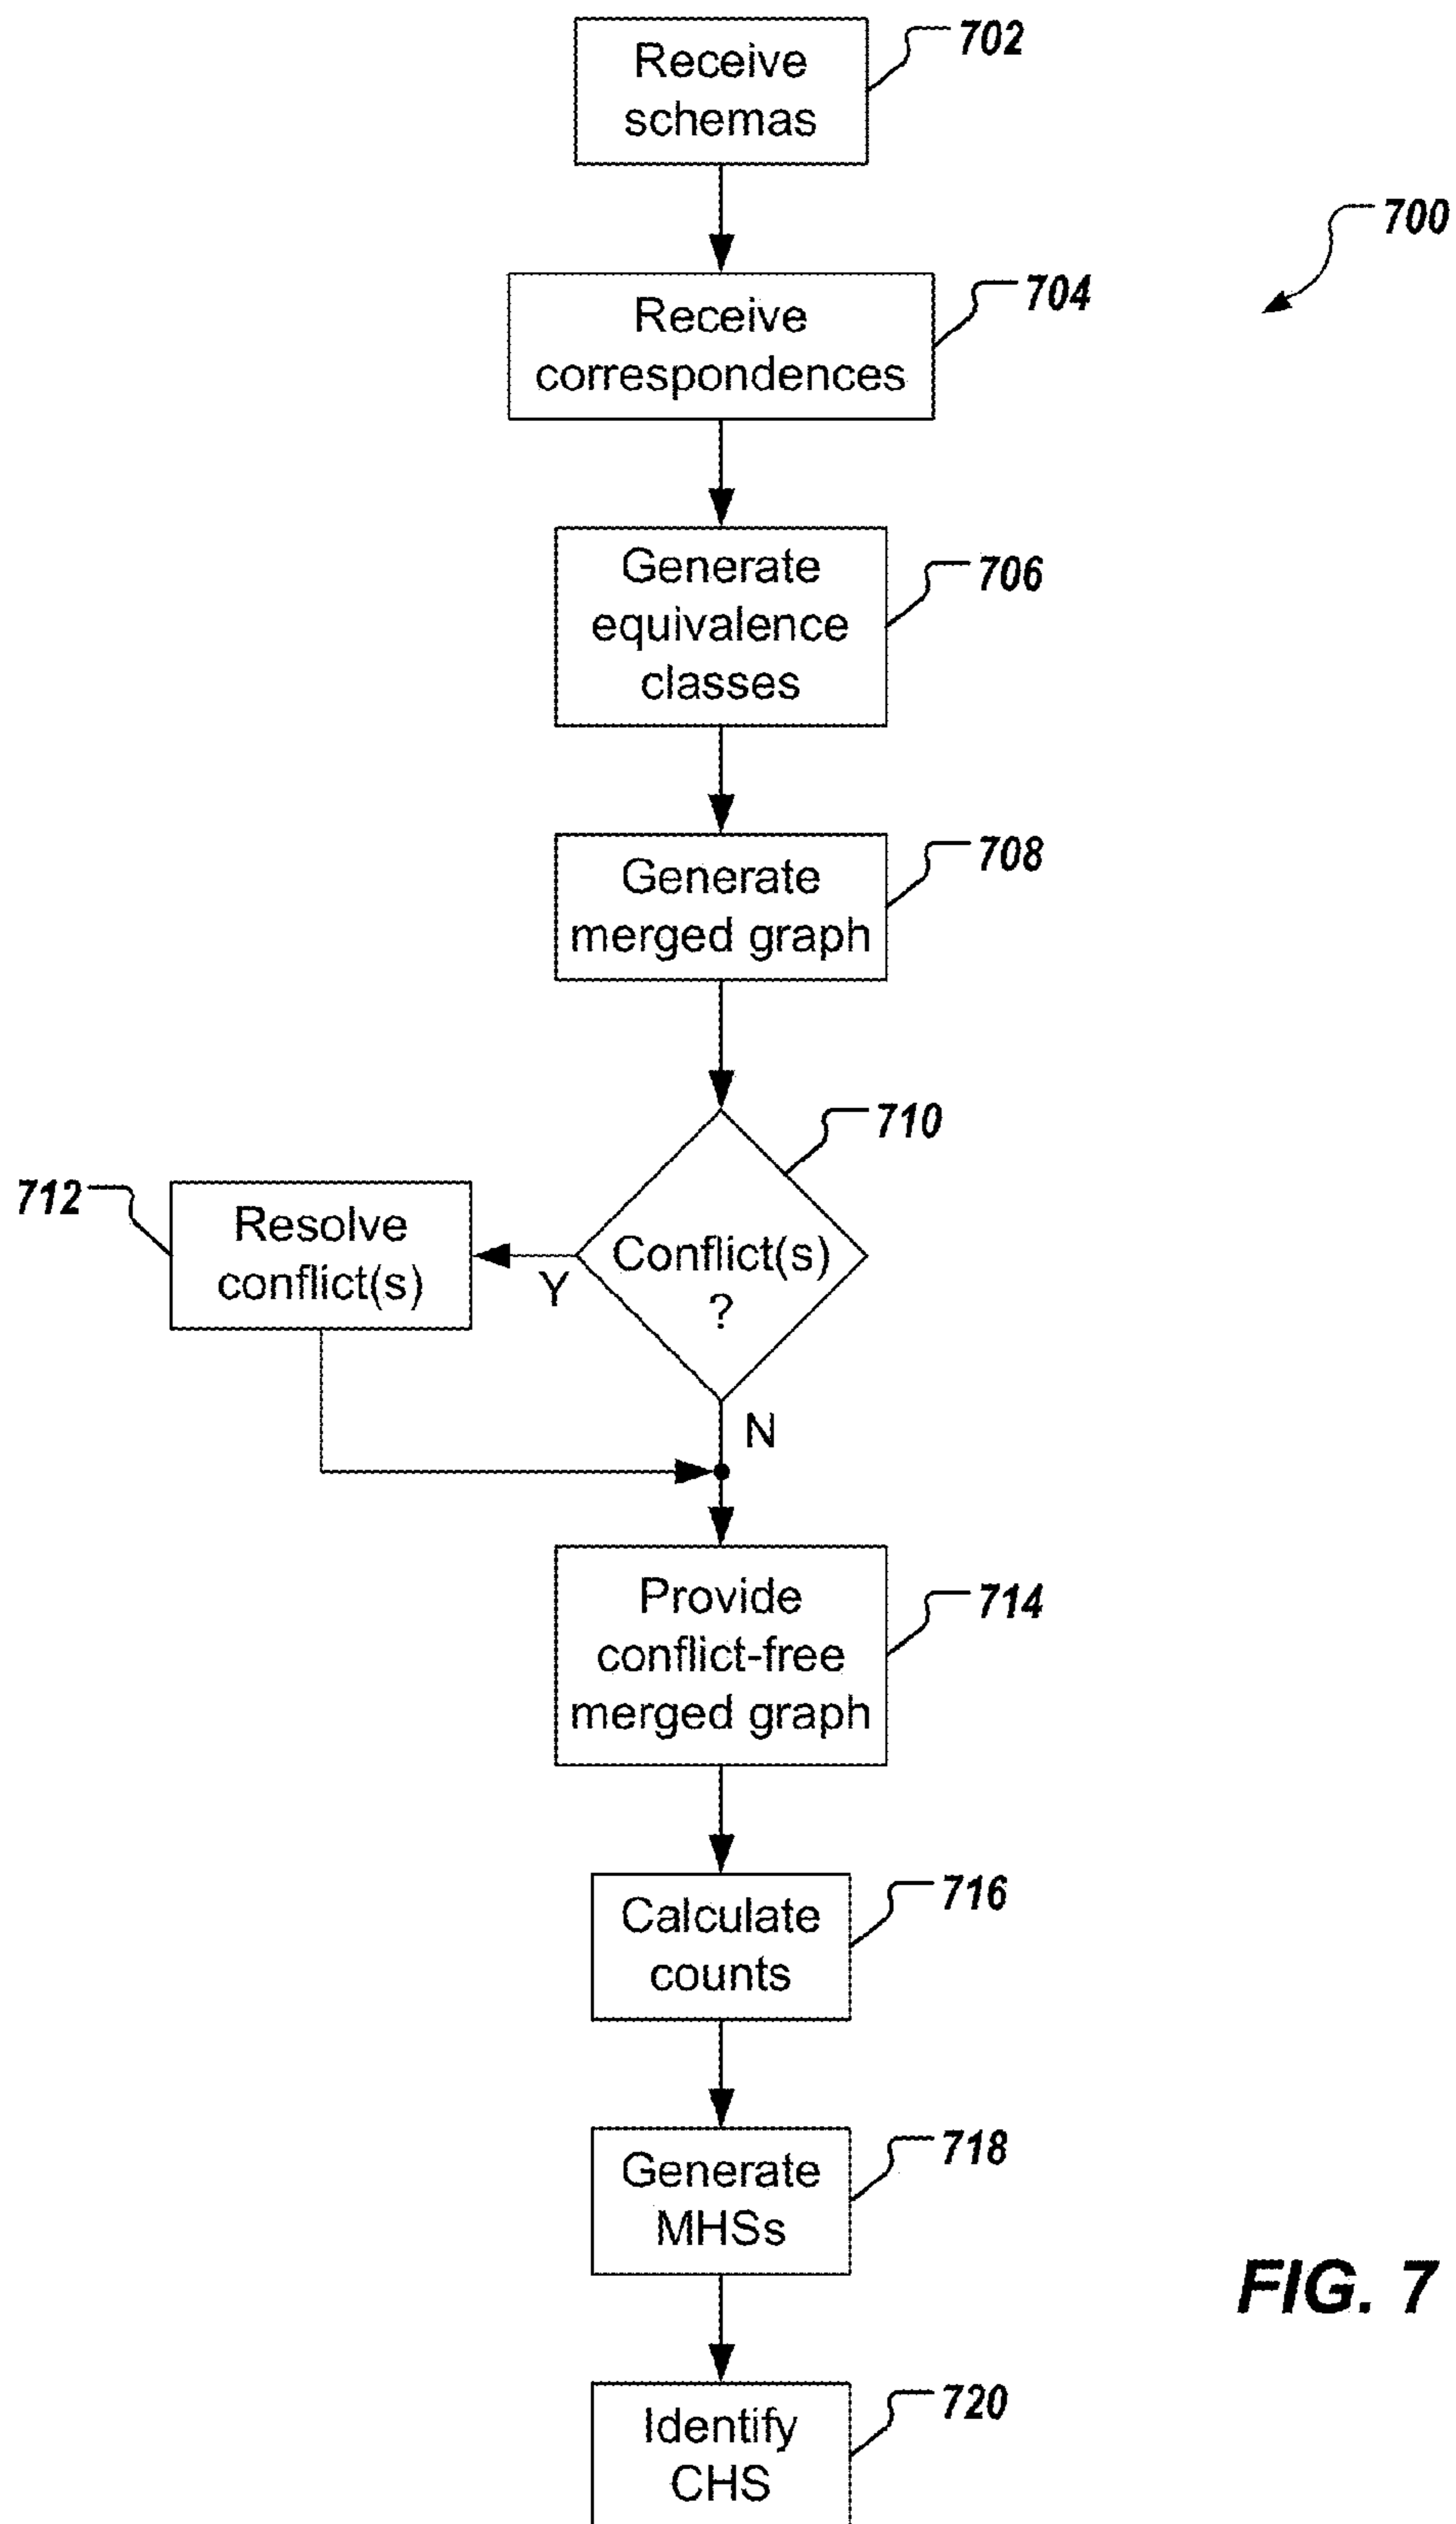 Receive
schemas
702
700
Receive
correspondences
704
Generate
equivalence
classes
706
Generate
merged graph
708
710
Conflict(s)
?
712
Resolve
conflict(s)
Y
N
Provide
conflict-free
merged graph
714
Calculate
counts
716
Generate
MHSs
718
FIG. 7
Identify
CHS
720